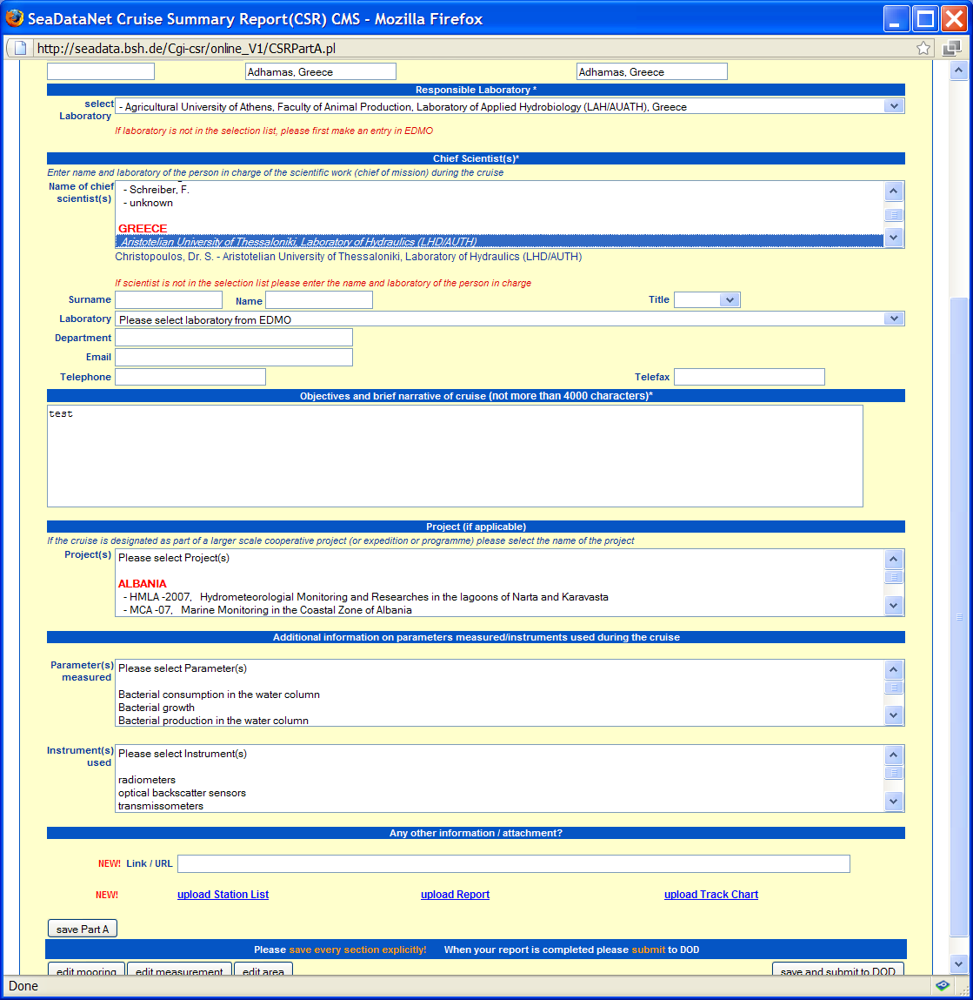 SeaDataNet Cruise Summary Report(CSR) CMS - Mozilla Firefox
http://seadata.bsh.de/Cgi-csr/online_V1/CSRPartA.pl
Adhamas, Greece Adhamas, Greece
Responsible Laboratory *
select Laboratory - Agricultural University of Athens, Faculty of Animal Production, Laboratory of Applied Hydrobiology (LAH/AUATH), Greece
If laboratory is not in the selection list, please first make an entry in EDMO
Chief Scientist(s)*
Enter name and laboratory of the person in charge of the scientific work (chief of mission) during the cruise
Name of chief scientist(s)
- Schreiber, F.
- unknown
GREECE
Aristotelian University of Thessaloniki, Laboratory of Hydraulics (LHD/AUTH)
Christopoulos, Dr. S. - Aristotelian University of Thessaloniki, Laboratory of Hydraulics (LHD/AUTH)
If scientist is not in the selection list please enter the name and laboratory of the person in charge
Surname Name Title
Laboratory Please select laboratory from EDMO
Department
Email
Telephone Telefax
Objectives and brief narrative of cruise (not more than 4000 characters)*
test
Project (if applicable)
If the cruise is designated as part of a larger scale cooperative project (or expedition or programme) please select the name of the project
Project(s) Please select Project(s)
ALBANIA
- HMLA -2007, Hydrometeorologial Monitoring and Researches in the lagoons of Narta and Karavasta
- MCA -07, Marine Monitoring in the Coastal Zone of Albania
Additional information on parameters measured/instruments used during the cruise
Parameter(s) measured
Please select Parameter(s)
Bacterial consumption in the water column
Bacterial growth
Bacterial production in the water column
Instrument(s) used
Please select Instrument(s)
radiometers
optical backscatter sensors
transmissometers
Any other information / attachment?
NEW! Link / URL
NEW! upload Station List upload Report upload Track Chart
save Part A
Please save every section explicitly! When your report is completed please submit to DOD
edit mooring edit measurement edit area save and submit to DOD
Done